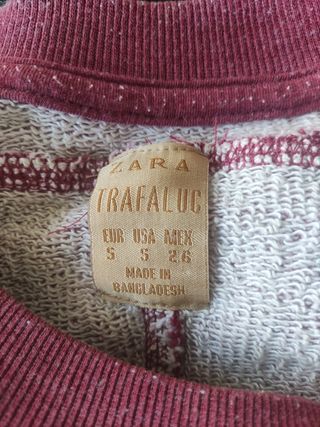 ZARA
TRAFALUC
EUR USA MEX
S S 26
MADE IN
BANGLADESH